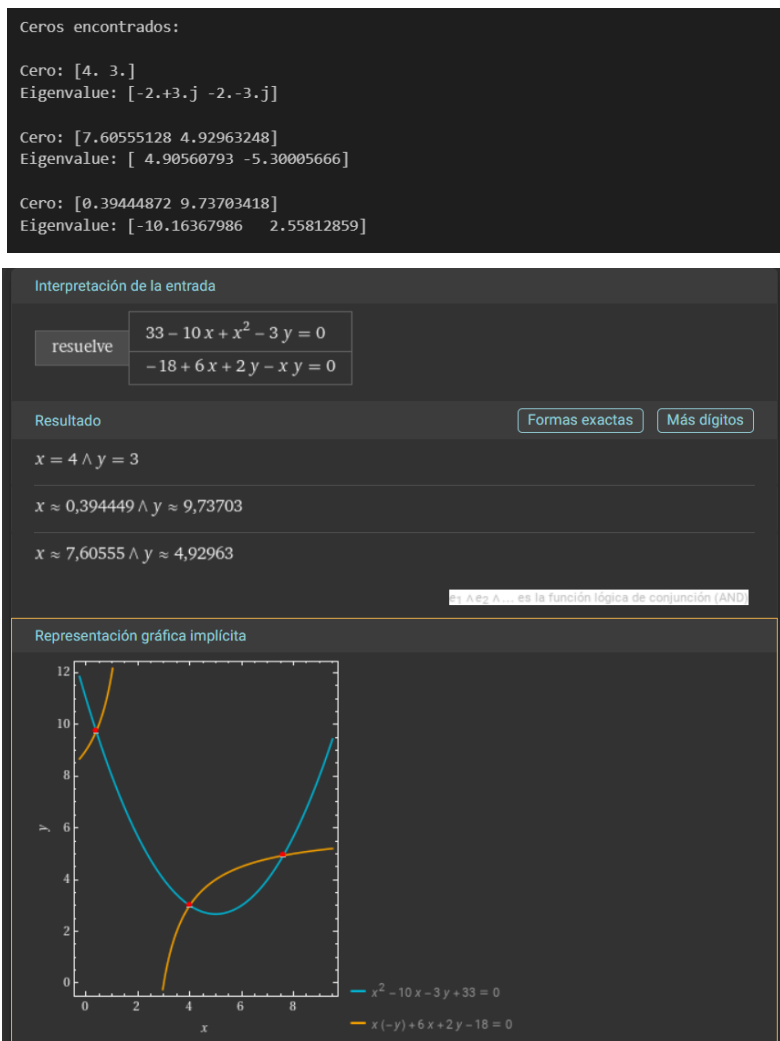 Ceros encontrados:
Cero: [4. 3.]
Eigenvalue: [-2.+3.j -2.-3.j]
Cero: [7.60555128 4.92963248]
Eigenvalue: [ 4.90560793 -5.30005666]
Cero: [0.39444872 9.73703418]
Eigenvalue: [-10.16367986   2.55812859]
Interpretación de la entrada
resuelve
33 − 10 x + x² − 3 y = 0
−18 + 6 x + 2 y − x y = 0
Resultado
Formas exactas
Más dígitos
x = 4 ∧ y = 3
x ≈ 0,394449 ∧ y ≈ 9,73703
x ≈ 7,60555 ∧ y ≈ 4,92963
e₁ ∧ e₂ ∧ … es la función lógica de conjunción (AND)
Representación gráfica implícita
12
10
8
6
4
2
0
y
0 2 4 6 8
x
x² − 10 x − 3 y + 33 = 0
x (−y) + 6 x + 2 y − 18 = 0